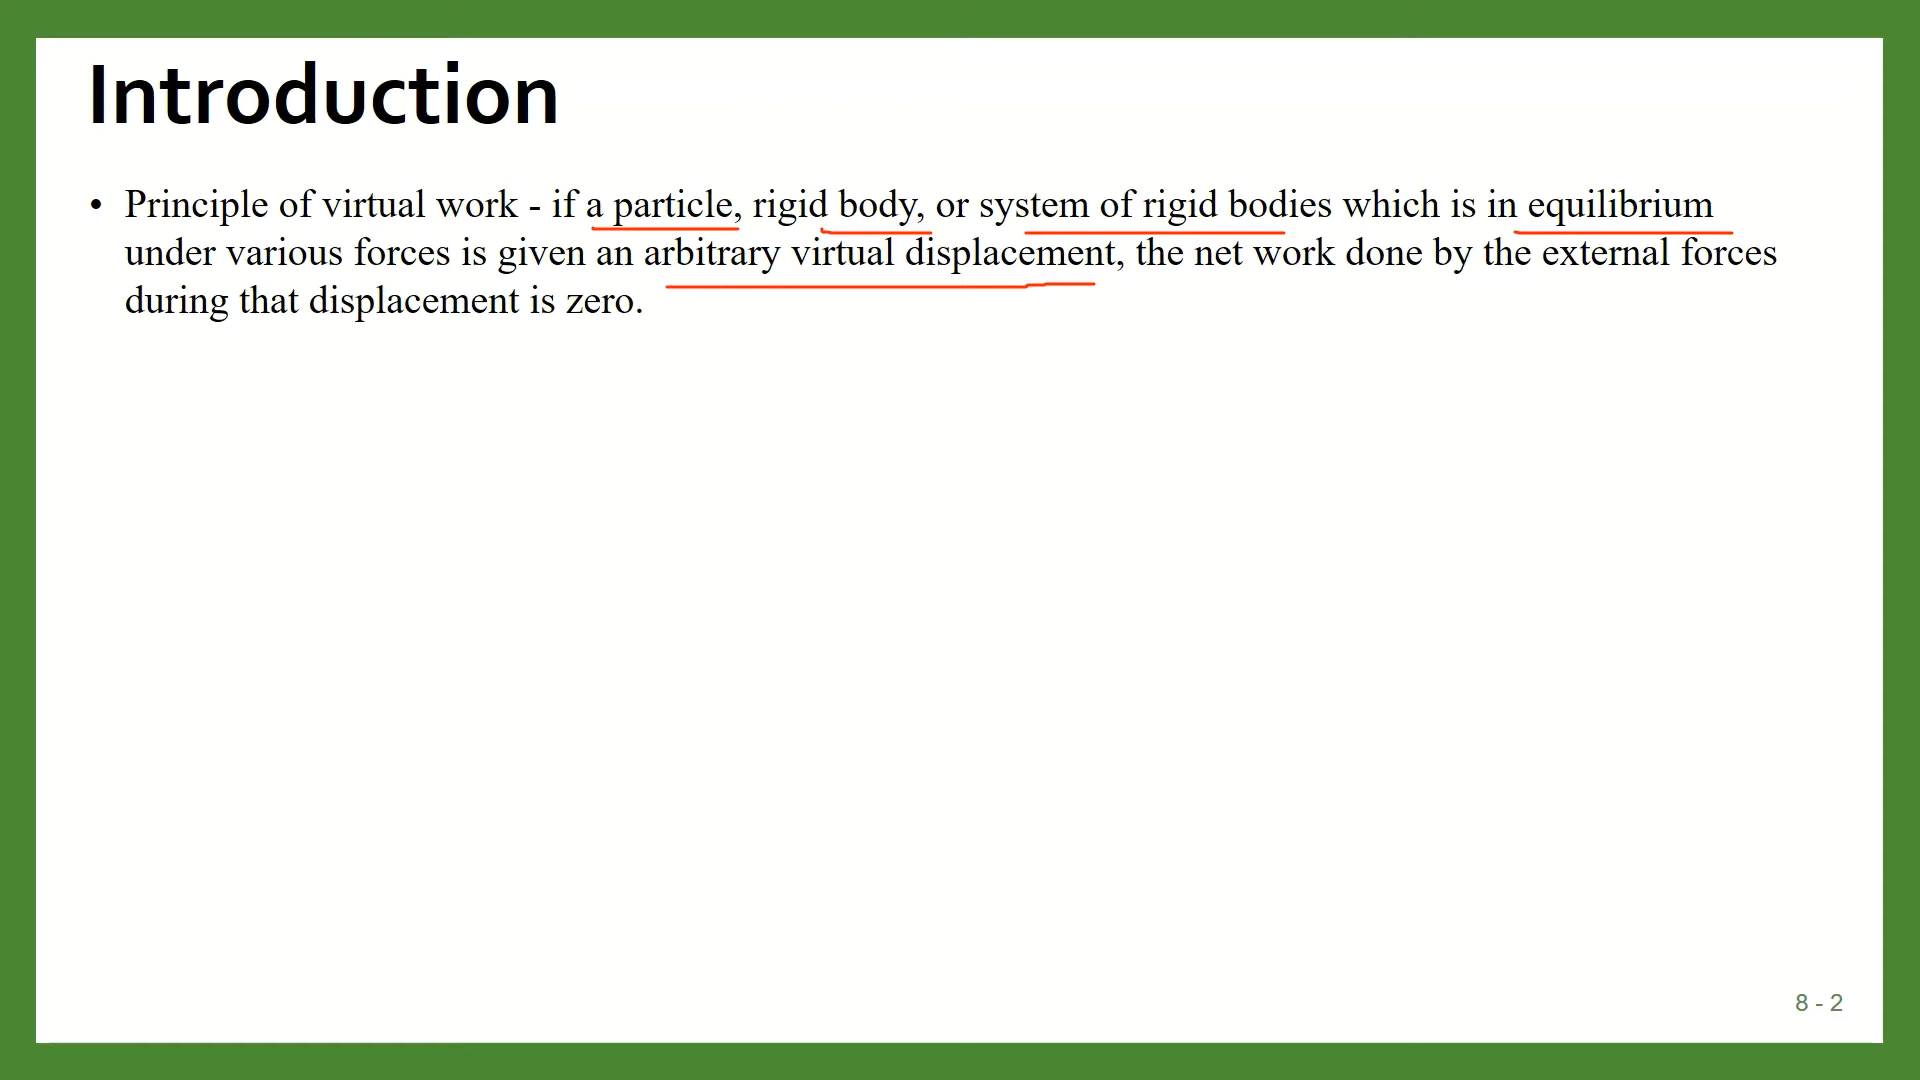 Introduction
• Principle of virtual work - if a particle, rigid body, or system of rigid bodies which is in equilibrium
under various forces is given an arbitrary virtual displacement, the net work done by the external forces
during that displacement is zero.
8 - 2